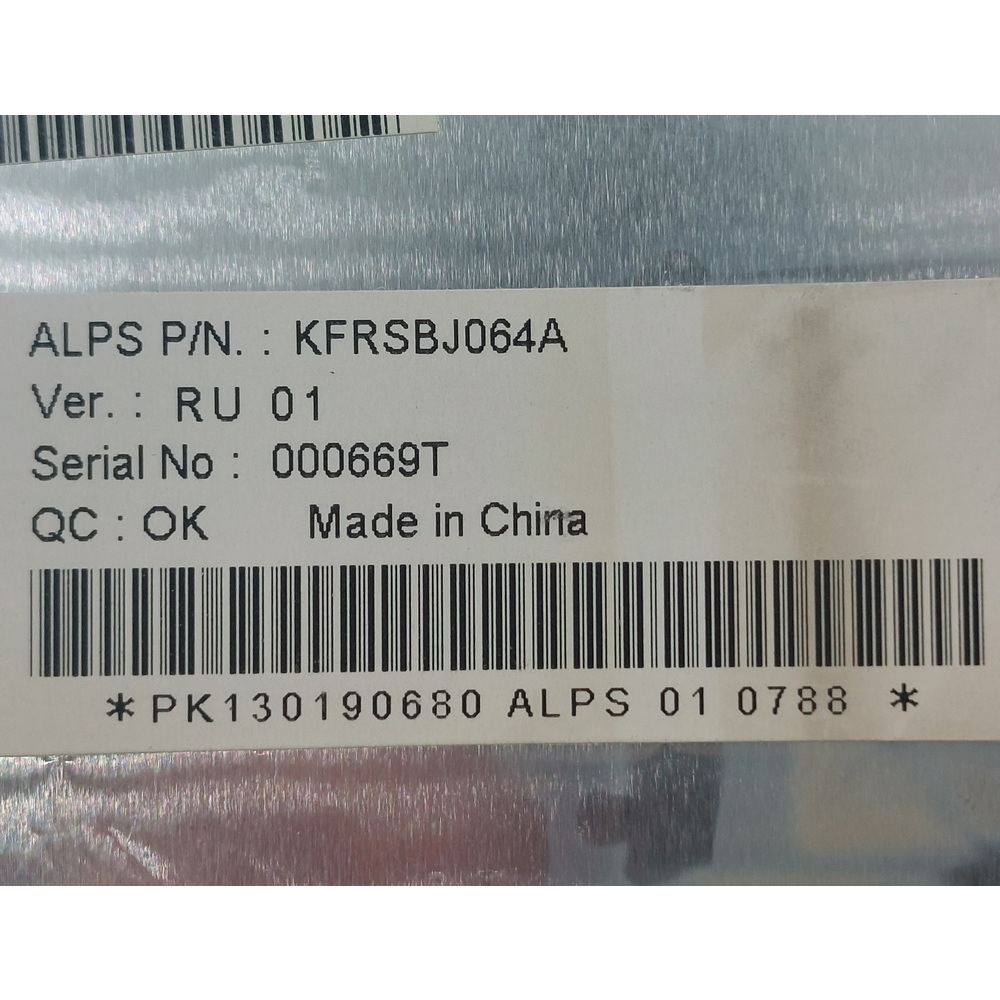 ALPS P/N. : KFRSBJ064A
Ver. : RU 01
Serial No : 000669T
QC : OK Made in China
*PK130190680 ALPS 01 0788 *